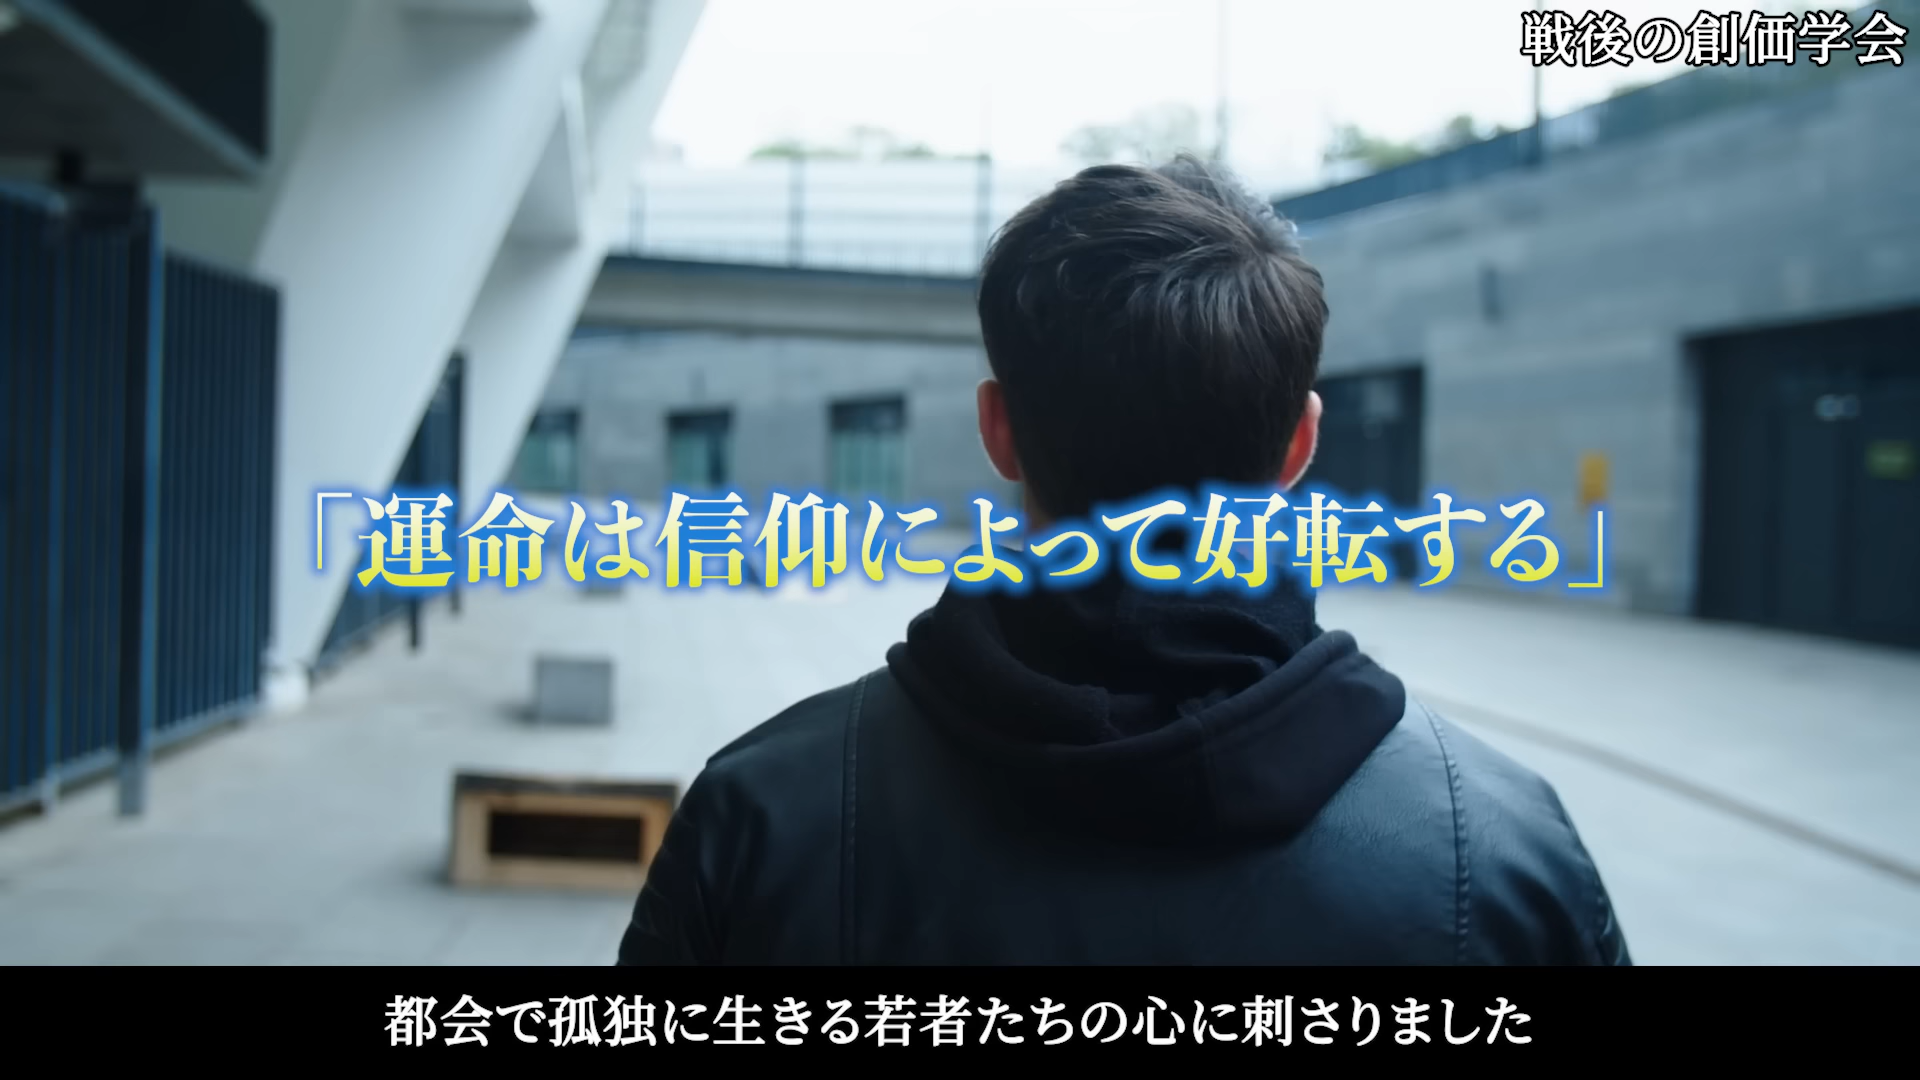 戦後の創価学会
「運命は信仰によって好転する」
都会で孤独に生きる若者たちの心に刺さりました